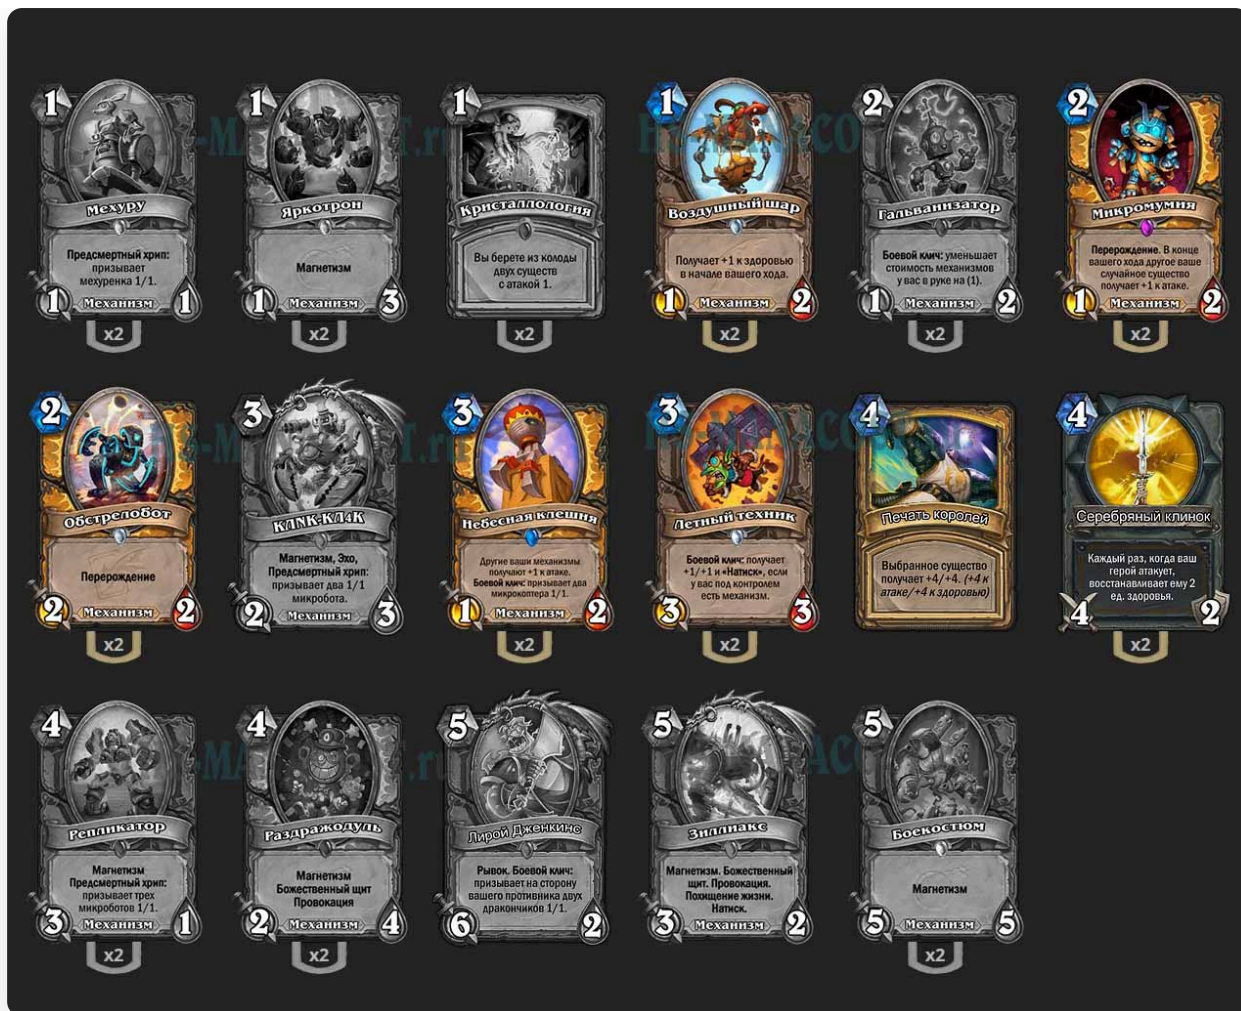 1
Мехуру
Предсмертный хрип:
призывает
мехуренка 1/1.
1 Механизм 1
x2
1
Яркотрон
Магнетизм
1 Механизм 3
x2
1
Кристаллология
Вы берете из колоды
двух существ
с атакой 1.
x2
1
Воздушный шар
Получает +1 к здоровью
в начале вашего хода.
1 Механизм 2
x2
2
Гальванизатор
Боевой клич: уменьшает
стоимость механизмов
у вас в руке на (1).
1 Механизм 2
x2
2
Микромумия
Перерождение. В конце
вашего хода другое ваше
случайное существо
получает +1 к атаке.
1 Механизм 2
x2
2
Обстрелобот
Перерождение
2 Механизм 2
x2
3
КЛNК-КЛ4К
Магнетизм, Эхо,
Предсмертный хрип:
призывает два 1/1
микробота.
2 Механизм 3
3
Небесная клешня
Другие ваши механизмы
получают +1 к атаке.
Боевой клич: призывает два
микрокоптера 1/1.
1 Механизм 2
x2
3
Летный техник
Боевой клич: получает
+1/+1 и «Натиск», если
у вас под контролем
есть механизм.
3 3
x2
4
Печать королей
Выбранное существо
получает +4/+4. (+4 к
атаке/+4 к здоровью)
4
Серебряный клинок
Каждый раз, когда ваш
герой атакует,
восстанавливает ему 2
ед. здоровья.
4 2
x2
4
Репликатор
Магнетизм
Предсмертный хрип:
призывает трех
микроботов 1/1.
3 Механизм 1
x2
4
Раздражодуль
Магнетизм
Божественный щит
Провокация
2 Механизм 4
x2
5
Лирой Дженкинс
Рывок. Боевой клич:
призывает на сторону
вашего противника двух
дракончиков 1/1.
6 2
5
Зиллиакс
Магнетизм. Божественный
щит. Провокация.
Похищение жизни.
Натиск.
3 Механизм 2
5
Боекостюм
Магнетизм
5 Механизм 5
x2